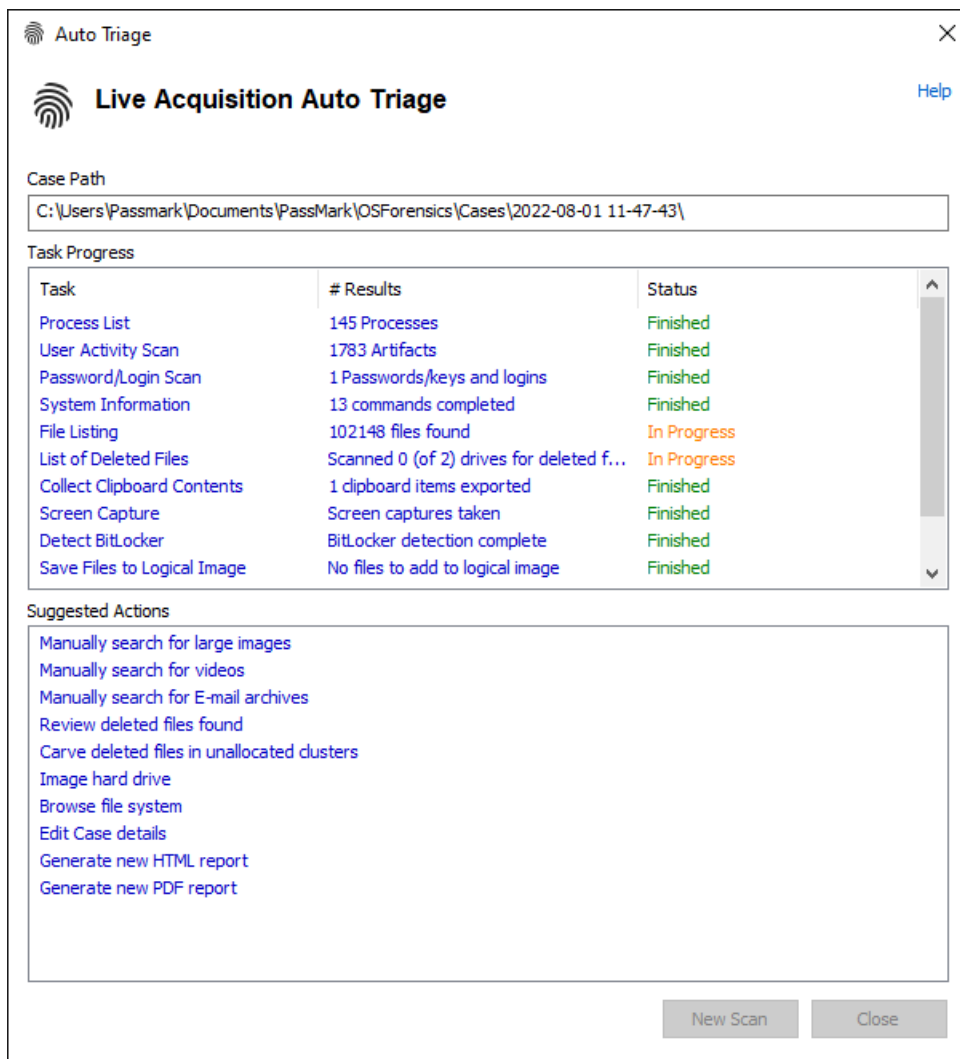 Auto Triage
Live Acquisition Auto Triage
Help
Case Path
C:\Users\Passmark\Documents\PassMark\OSForensics\Cases\2022-08-01 11-47-43\
Task Progress
Task # Results Status
Process List 145 Processes Finished
User Activity Scan 1783 Artifacts Finished
Password/Login Scan 1 Passwords/keys and logins Finished
System Information 13 commands completed Finished
File Listing 102148 files found In Progress
List of Deleted Files Scanned 0 (of 2) drives for deleted f... In Progress
Collect Clipboard Contents 1 clipboard items exported Finished
Screen Capture Screen captures taken Finished
Detect BitLocker BitLocker detection complete Finished
Save Files to Logical Image No files to add to logical image Finished
Suggested Actions
Manually search for large images
Manually search for videos
Manually search for E-mail archives
Review deleted files found
Carve deleted files in unallocated clusters
Image hard drive
Browse file system
Edit Case details
Generate new HTML report
Generate new PDF report
New Scan Close